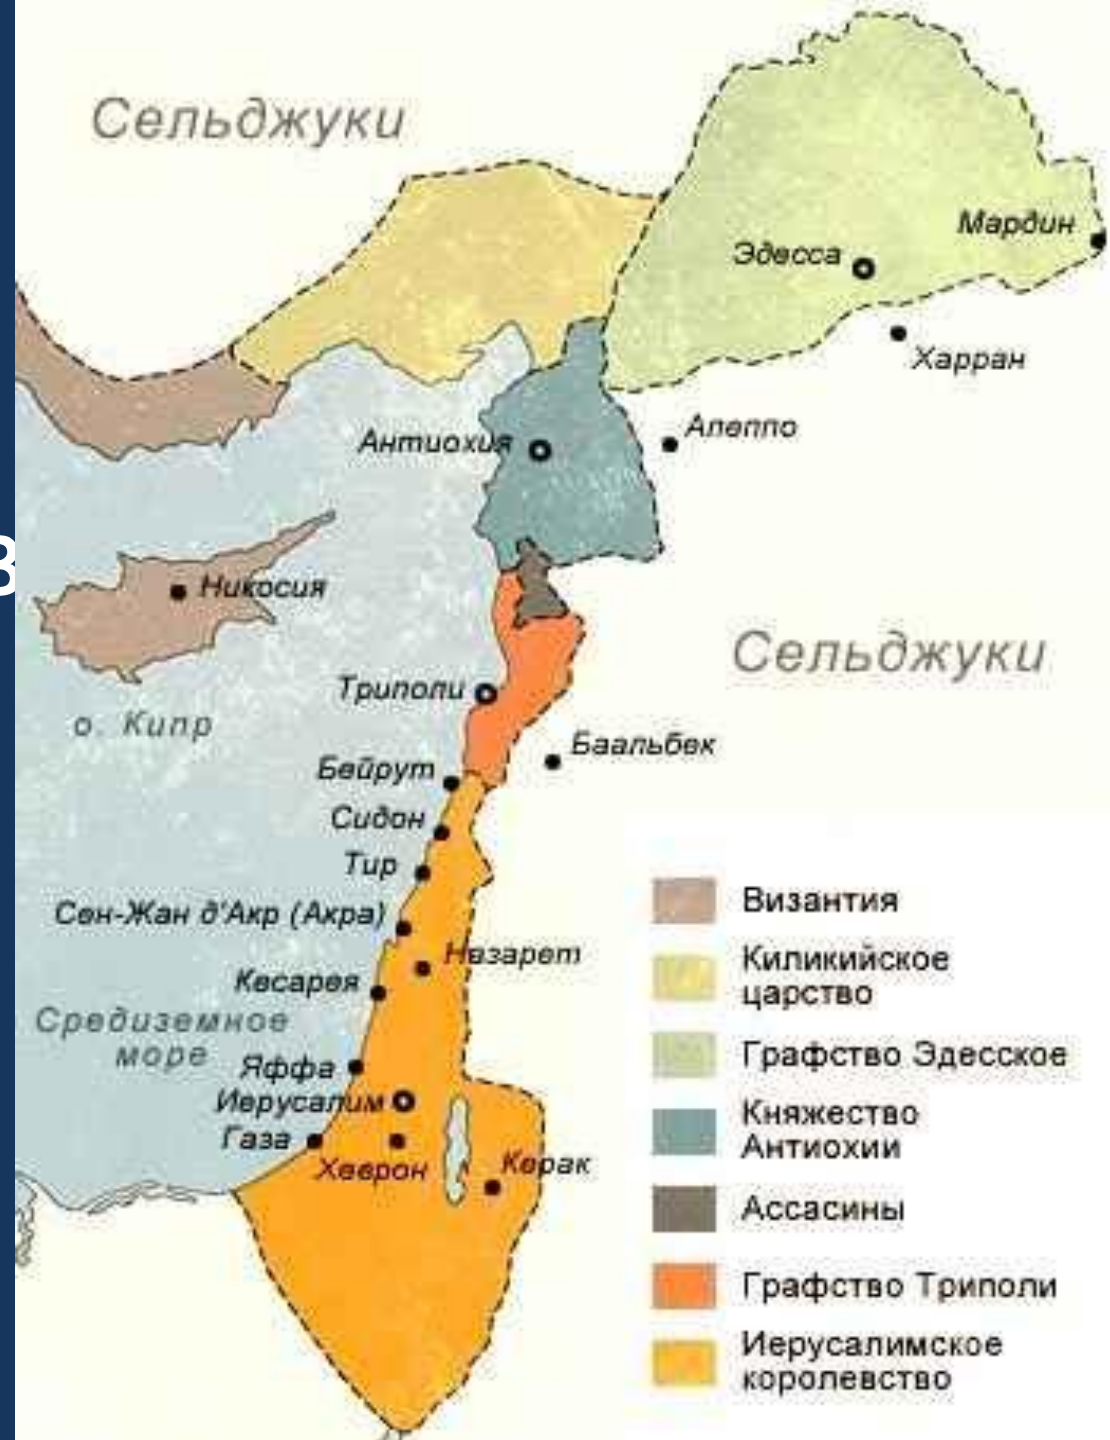 Сельджуки
Мардин
Эдесса
Харран
Алеппо
Антиохия
Никосия
Сельджуки
Триполи
о. Кипр
Баальбек
Бейрут
Сидон
Тир
Византия
Сен-Жан д'Акр (Акра)
Назарет
Киликийское
царство
Кесарея
Средиземное
море
Графство Эдесское
Яффа
Иерусалим
Княжество
Антиохии
Газа
Хеврон
Керак
Ассасины
Графство Триполи
Иерусалимское
королевство